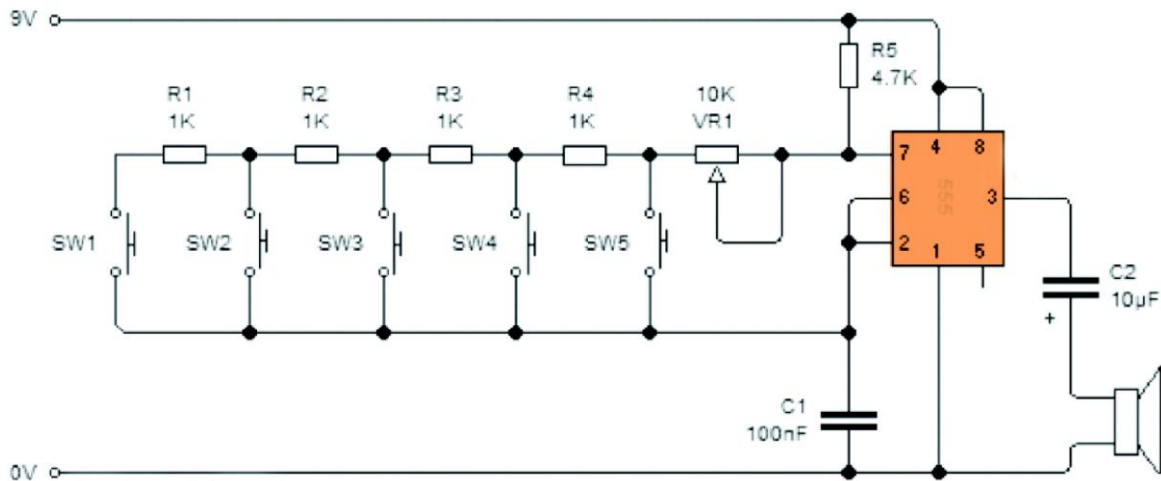 9V
R5
4.7K
R1
1K
R2
1K
R3
1K
R4
1K
10K
VR1
7
4
8
6
555
3
2
1
5
SW1
SW2
SW3
SW4
SW5
C2
10µF
+
C1
100nF
0V